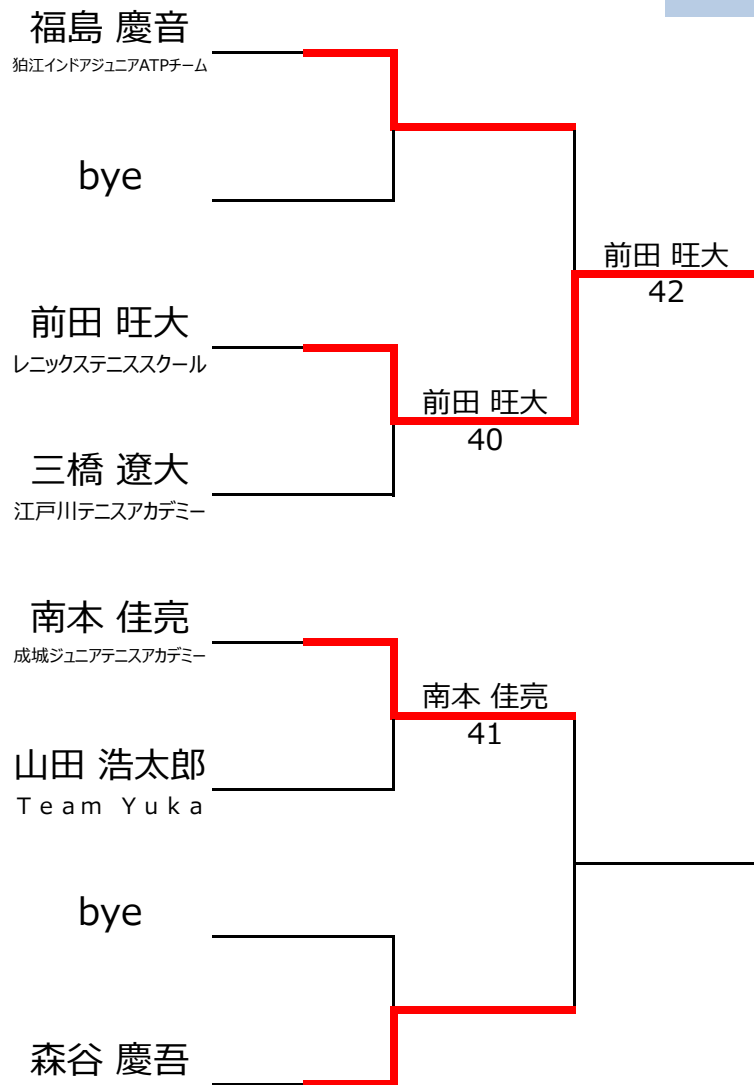 福島 慶音
狛江インドアジュニアATPチーム
bye
前田 旺大
42
前田 旺大
レニックステニススクール
前田 旺大
40
三橋 遼大
江戸川テニスアカデミー
南本 佳亮
成城ジュニアテニスアカデミー
南本 佳亮
41
山田 浩太郎
Team Yuka
bye
森谷 慶吾